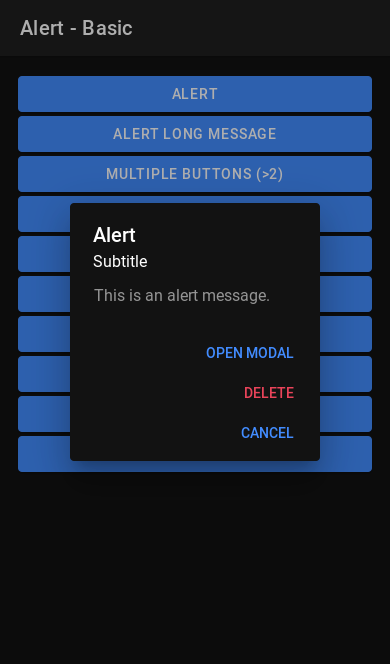 Alert - Basic
ALERT
ALERT LONG MESSAGE
MULTIPLE BUTTONS (>2)
Alert
Subtitle
This is an alert message.
OPEN MODAL
DELETE
CANCEL